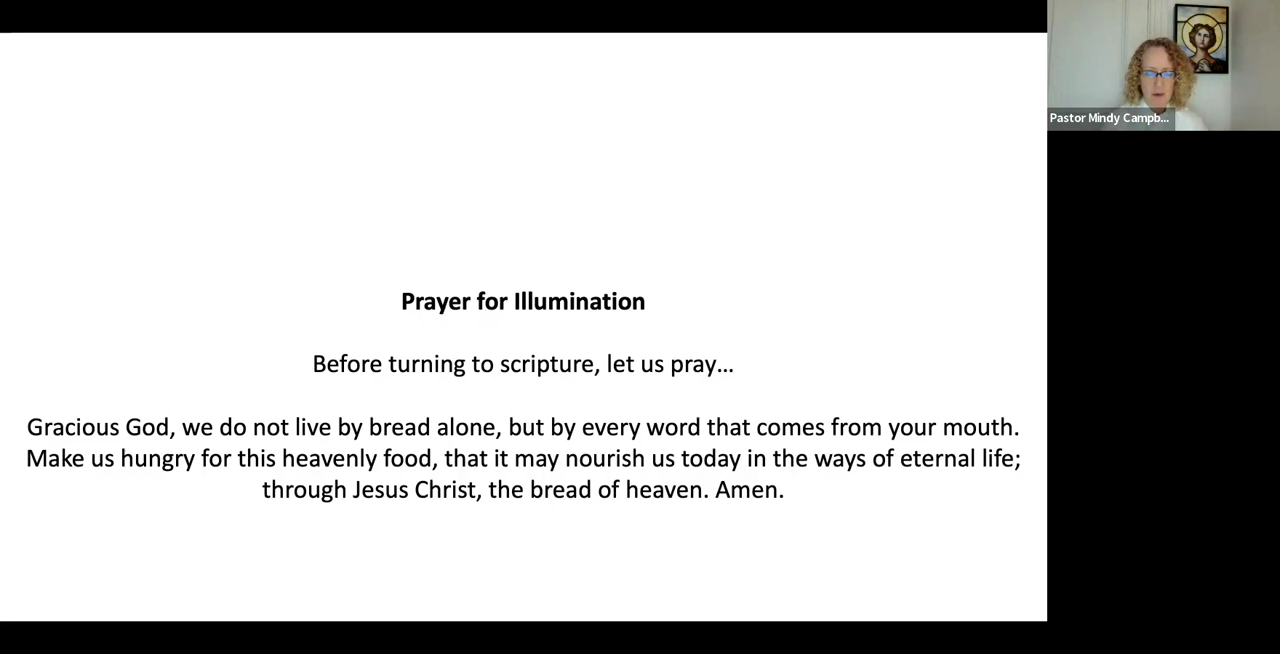 Prayer for Illumination
Before turning to scripture, let us pray...
Gracious God, we do not live by bread alone, but by every word that comes from your mouth.
Make us hungry for this heavenly food, that it may nourish us today in the ways of eternal life;
through Jesus Christ, the bread of heaven. Amen.
Pastor Mindy Campb...